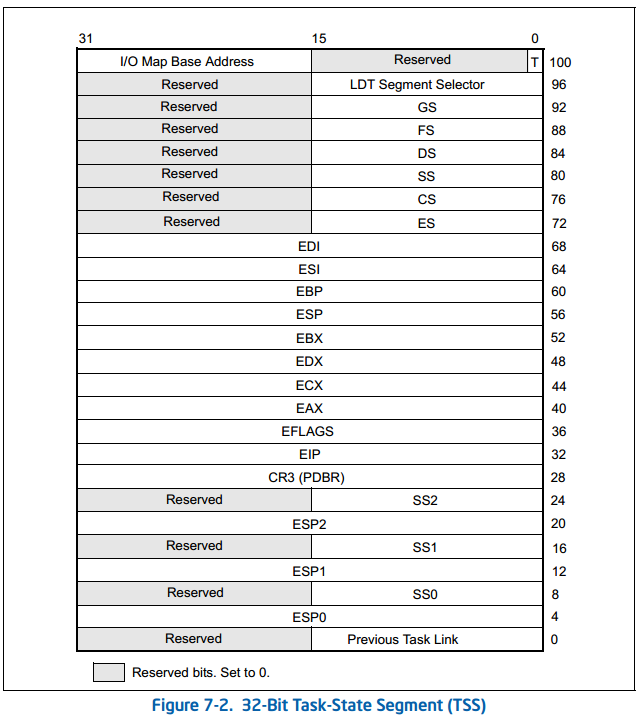 31 15 0
I/O Map Base Address Reserved T 100
Reserved LDT Segment Selector 96
Reserved GS 92
Reserved FS 88
Reserved DS 84
Reserved SS 80
Reserved CS 76
Reserved ES 72
EDI 68
ESI 64
EBP 60
ESP 56
EBX 52
EDX 48
ECX 44
EAX 40
EFLAGS 36
EIP 32
CR3 (PDBR) 28
Reserved SS2 24
ESP2 20
Reserved SS1 16
ESP1 12
Reserved SS0 8
ESP0 4
Reserved Previous Task Link 0
Reserved bits. Set to 0.
Figure 7-2. 32-Bit Task-State Segment (TSS)